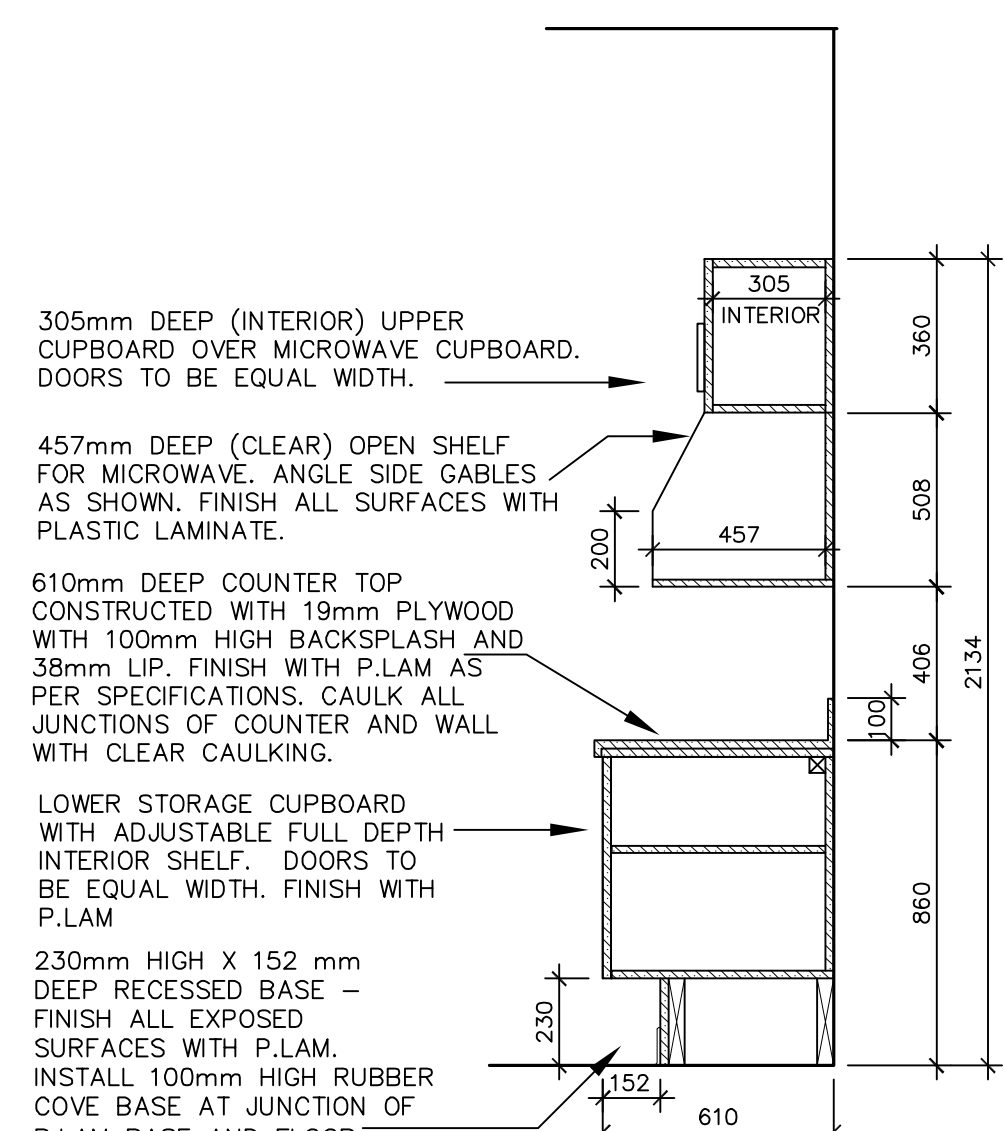 305mm DEEP (INTERIOR) UPPER
CUPBOARD OVER MICROWAVE CUPBOARD.
DOORS TO BE EQUAL WIDTH.
457mm DEEP (CLEAR) OPEN SHELF
FOR MICROWAVE. ANGLE SIDE GABLES
AS SHOWN. FINISH ALL SURFACES WITH
PLASTIC LAMINATE.
610mm DEEP COUNTER TOP
CONSTRUCTED WITH 19mm PLYWOOD
WITH 100mm HIGH BACKSPLASH AND
38mm LIP. FINISH WITH P.LAM AS
PER SPECIFICATIONS. CAULK ALL
JUNCTIONS OF COUNTER AND WALL
WITH CLEAR CAULKING.
LOWER STORAGE CUPBOARD
WITH ADJUSTABLE FULL DEPTH
INTERIOR SHELF. DOORS TO
BE EQUAL WIDTH. FINISH WITH
P.LAM
230mm HIGH X 152 mm
DEEP RECESSED BASE –
FINISH ALL EXPOSED
SURFACES WITH P.LAM.
INSTALL 100mm HIGH RUBBER
COVE BASE AT JUNCTION OF
P.LAM BASE AND FLOOR
305
INTERIOR
360
508
457
200
406
2134
100
860
230
152
610